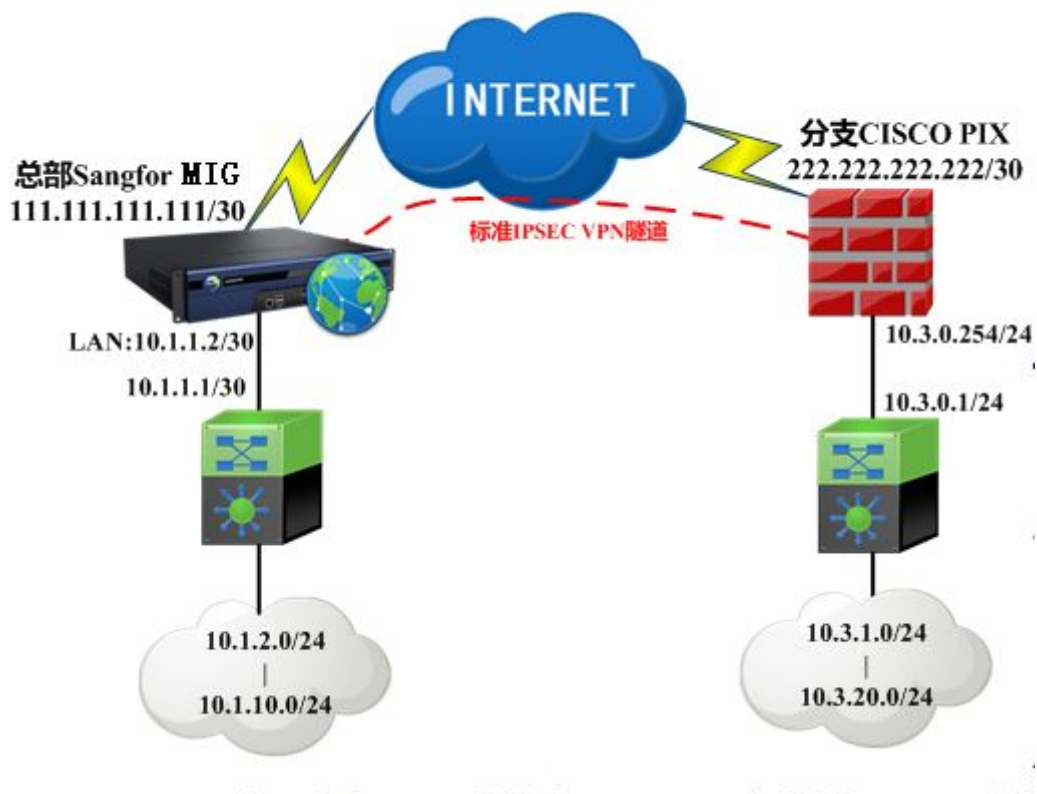 INTERNET
总部Sangfor MIG
111.111.111.111/30
分支CISCO PIX
222.222.222.222/30
标准IPSEC VPN隧道
LAN:10.1.1.2/30
10.1.1.1/30
10.3.0.254/24
10.3.0.1/24
10.1.2.0/24
|
10.1.10.0/24
10.3.1.0/24
|
10.3.20.0/24